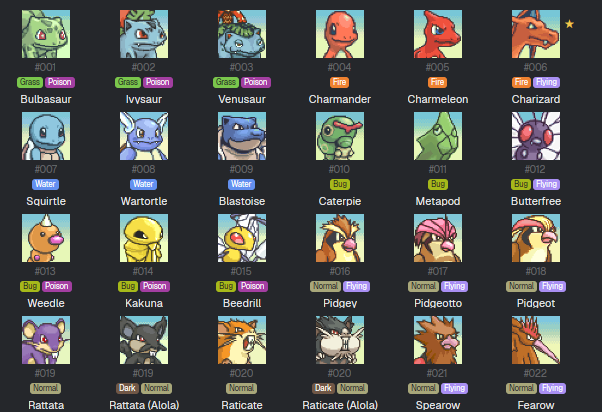 #001 #002 #003 #004 #005 #006
Grass Poison Grass Poison Grass Poison Fire Fire Fire Flying
Bulbasaur Ivysaur Venusaur Charmander Charmeleon Charizard
#007 #008 #009 #010 #011 #012
Water Water Water Bug Bug Bug Flying
Squirtle Wartortle Blastoise Caterpie Metapod Butterfree
#013 #014 #015 #016 #017 #018
Bug Poison Bug Poison Bug Poison Normal Flying Normal Flying Normal Flying
Weedle Kakuna Beedrill Pidgey Pidgeotto Pidgeot
#019 #019 #020 #020 #021 #022
Normal Dark Normal Normal Dark Normal Normal Flying Normal Flying
Rattata Rattata (Alola) Raticate Raticate (Alola) Spearow Fearow